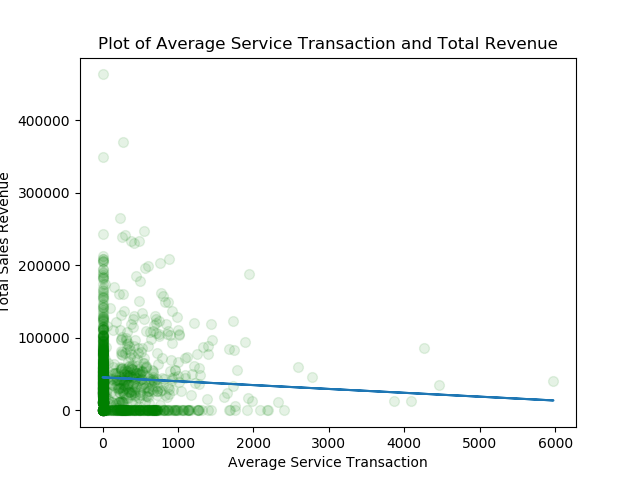 Plot of Average Service Transaction and Total Revenue
Total Sales Revenue
400000
300000
200000
100000
0
0 1000 2000 3000 4000 5000 6000
Average Service Transaction